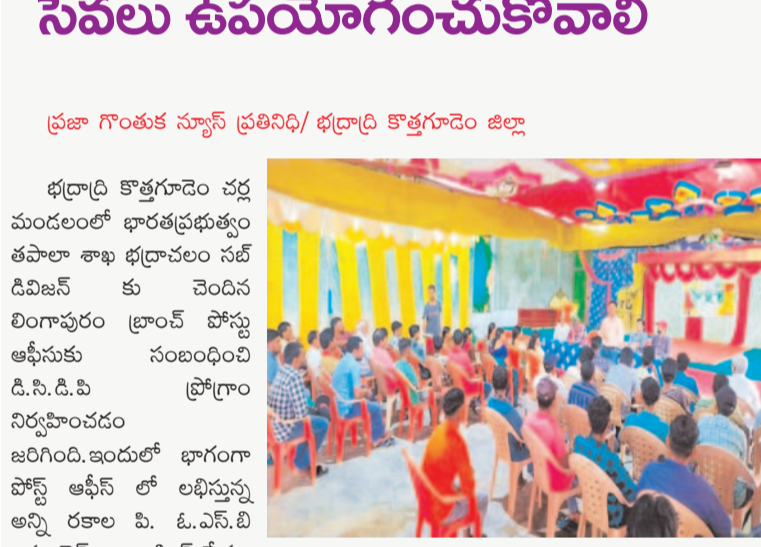 సేవలు ఉపయోగించుకోవాలి
ప్రజా గొంతుక న్యూస్ ప్రతినిధి/ భద్రాద్రి కొత్తగూడెం జిల్లా
భద్రాద్రి కొత్తగూడెం చర్ల
మండలంలో భారతప్రభుత్వం
తపాలా శాఖ భద్రాచలం సబ్
డివిజన్ కు చెందిన
లింగాపురం బ్రాంచ్ పోస్టు
ఆఫీసుకు సంబంధించి
డి.సి.డి.పి ప్రోగ్రాం
నిర్వహించడం
జరిగింది.ఇందులో భాగంగా
పోస్ట్ ఆఫీస్ లో లభిస్తున్న
అన్ని రకాల పి. ఓ.ఎస్.బి